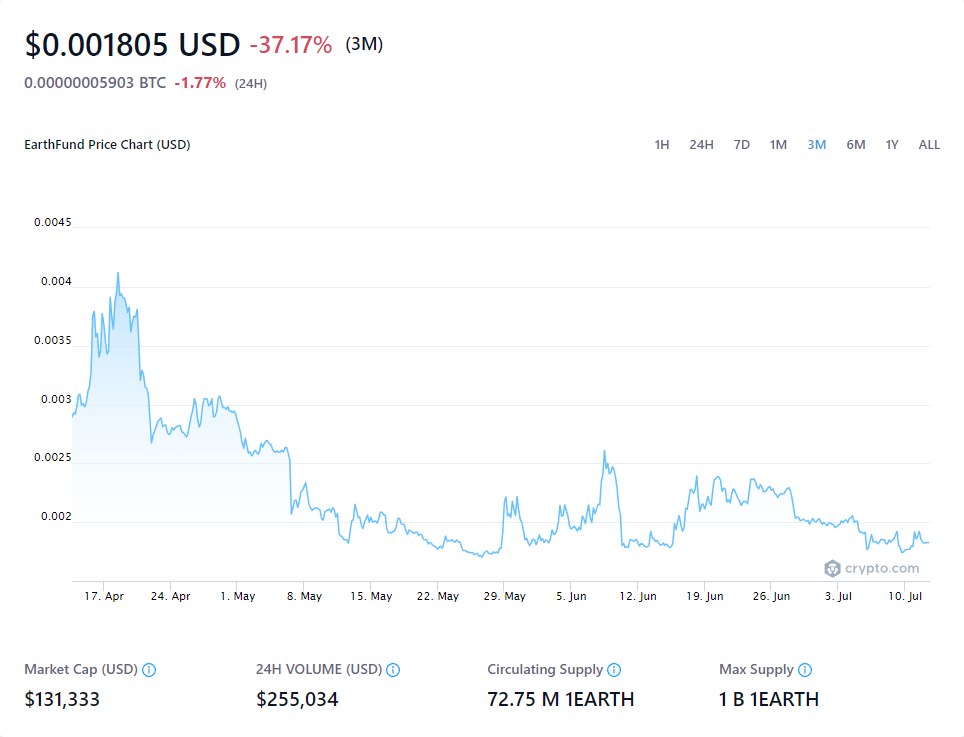 $0.001805 USD -37.17% (3M)
0.00000005903 BTC -1.77% (24H)
EarthFund Price Chart (USD) 1H 24H 7D 1M 3M 6M 1Y ALL
0.0045
0.004
0.0035
0.003
0.0025
0.002
crypto.com
17. Apr 24. Apr 1. May 8. May 15. May 22. May 29. May 5. Jun 12. Jun 19. Jun 26. Jun 3. Jul 10. Jul
Market Cap (USD) 24H VOLUME (USD) Circulating Supply Max Supply
$131,333 $255,034 72.75 M 1EARTH 1 B 1EARTH